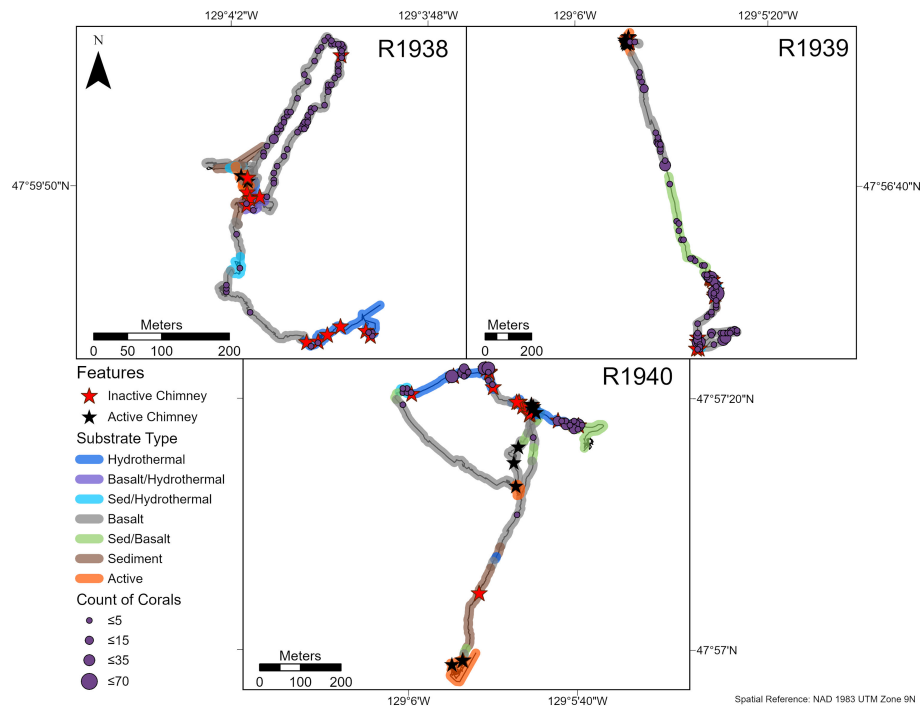 129°4'2"W 129°3'48"W 129°6'W 129°5'20"W
N
R1938
R1939
47°59'50"N
47°56'40"N
Meters
0 50 100 200
Meters
0 200
Features
Inactive Chimney
Active Chimney
Substrate Type
Hydrothermal
Basalt/Hydrothermal
Sed/Hydrothermal
Basalt
Sed/Basalt
Sediment
Active
Count of Corals
≤5
≤15
≤35
≤70
R1940
47°57'20"N
47°57'N
Meters
0 100 200
129°6'W 129°5'40"W
Spatial Reference: NAD 1983 UTM Zone 9N